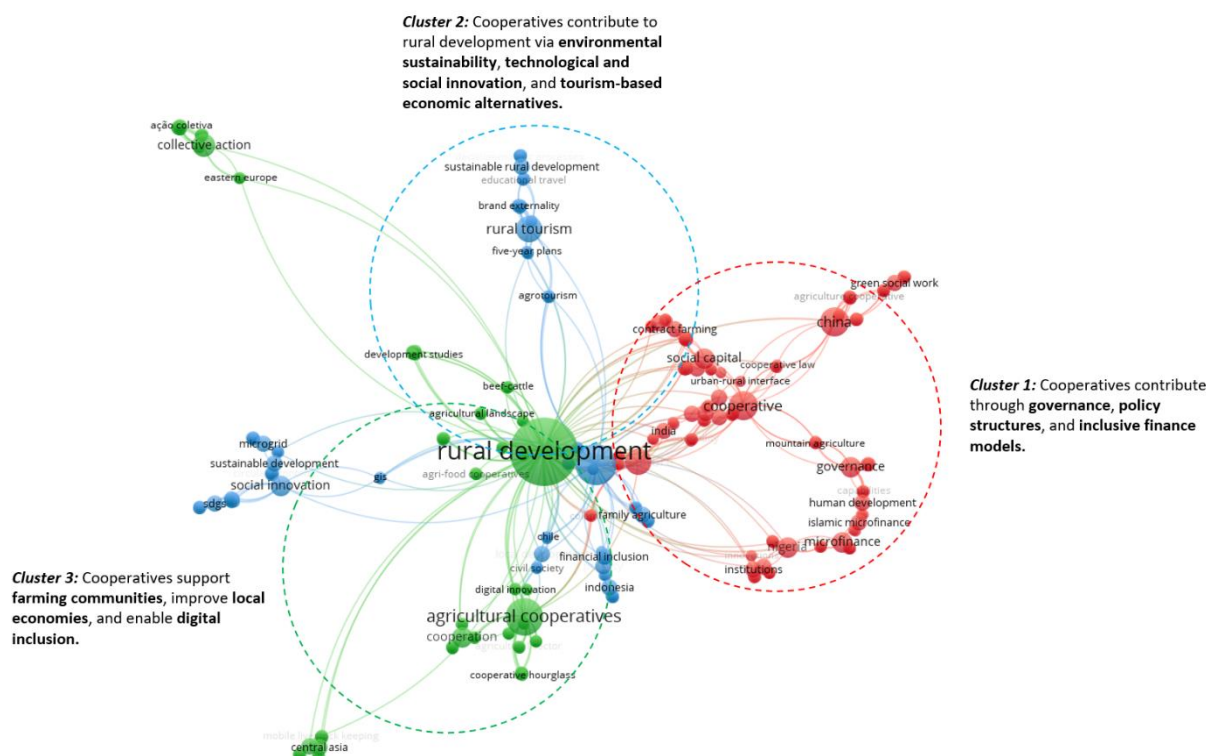 Cluster 2: Cooperatives contribute to
rural development via environmental
sustainability, technological and
social innovation, and tourism-based
economic alternatives.
ação coletiva
collective action
eastern europe
sustainable rural development
educational travel
brand externality
rural tourism
five-year plans
agrotourism
green social work
agriculture cooperative
china
contract farming
social capital
cooperative law
urban-rural interface
cooperative
development studies
beef-cattle
agricultural landscape
india
rural development
mountain agriculture
governance
Cluster 1: Cooperatives contribute
through governance, policy
structures, and inclusive finance
models.
microgrid
sustainable development
social innovation
gis
agri-food cooperatives
sdgs
capabilities
human development
islamic microfinance
microfinance
nigeria
institutions
family agriculture
chile
civil society
financial inclusion
indonesia
digital innovation
agricultural cooperatives
cooperation
cooperative hourglass
Cluster 3: Cooperatives support
farming communities, improve local
economies, and enable digital
inclusion.
central asia